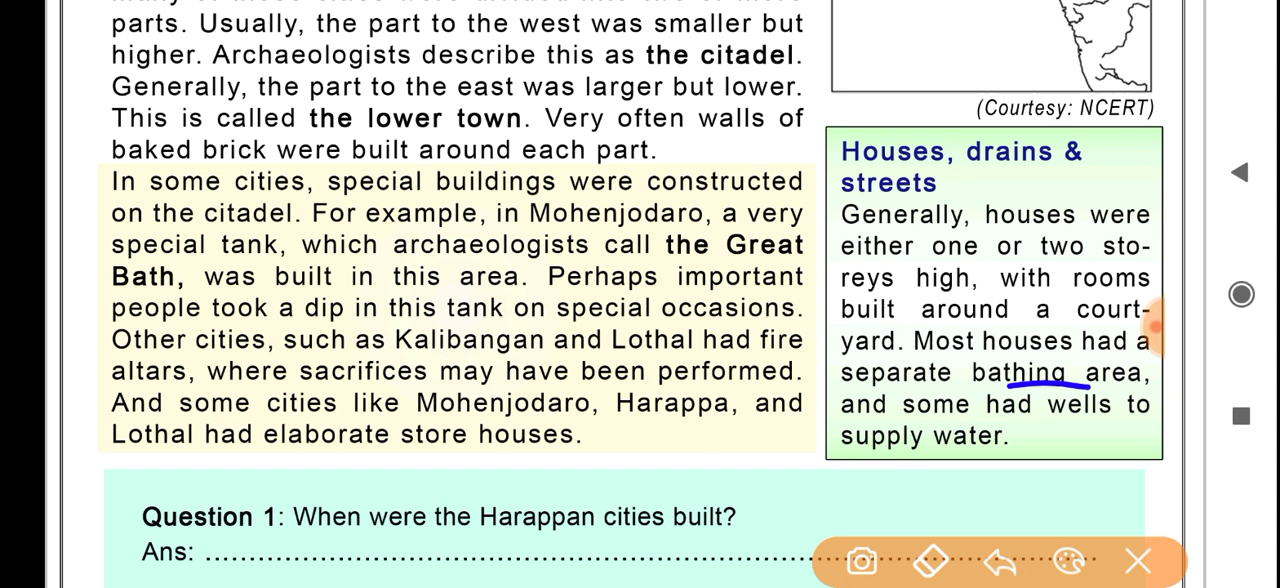 parts. Usually, the part to the west was smaller but
higher. Archaeologists describe this as the citadel.
Generally, the part to the east was larger but lower.
This is called the lower town. Very often walls of
baked brick were built around each part.
In some cities, special buildings were constructed
on the citadel. For example, in Mohenjodaro, a very
special tank, which archaeologists call the Great
Bath, was built in this area. Perhaps important
people took a dip in this tank on special occasions.
Other cities, such as Kalibangan and Lothal had fire
altars, where sacrifices may have been performed.
And some cities like Mohenjodaro, Harappa, and
Lothal had elaborate store houses.
(Courtesy: NCERT)
Houses, drains &
streets
Generally, houses were
either one or two sto-
reys high, with rooms
built around a court-
yard. Most houses had a
separate bathing area,
and some had wells to
supply water.
Question 1: When were the Harappan cities built?
Ans: ....................................................................................................